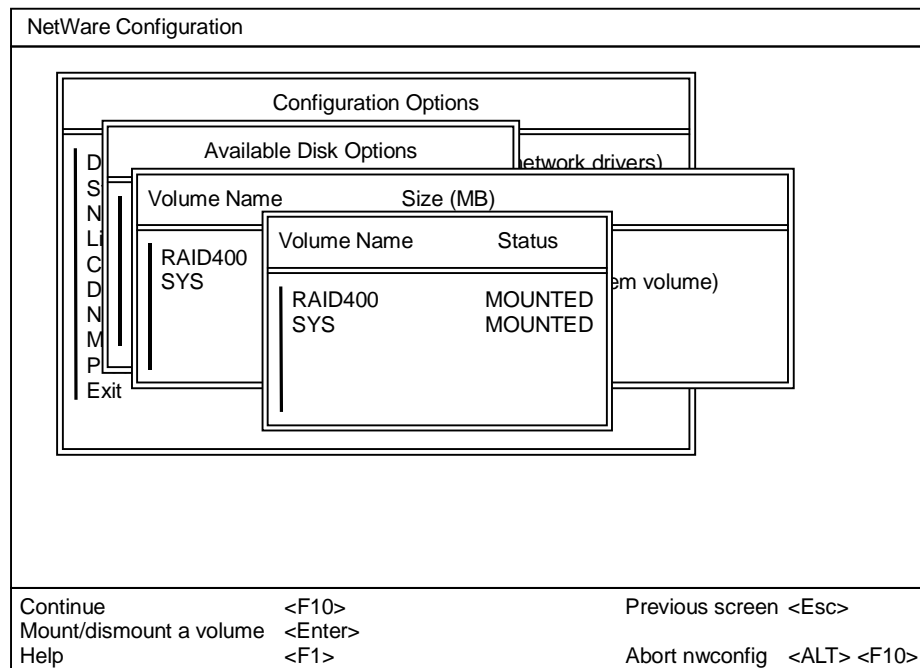 NetWare Configuration
Configuration Options
Available Disk Options
network drivers)
Volume Name Size (MB)
Volume Name Status
RAID400
SYS
em volume)
RAID400 MOUNTED
SYS MOUNTED
D
S
N
Li
C
D
N
M
P
Exit
Continue <F10> Previous screen <Esc>
Mount/dismount a volume <Enter>
Help <F1> Abort nwconfig <ALT> <F10>